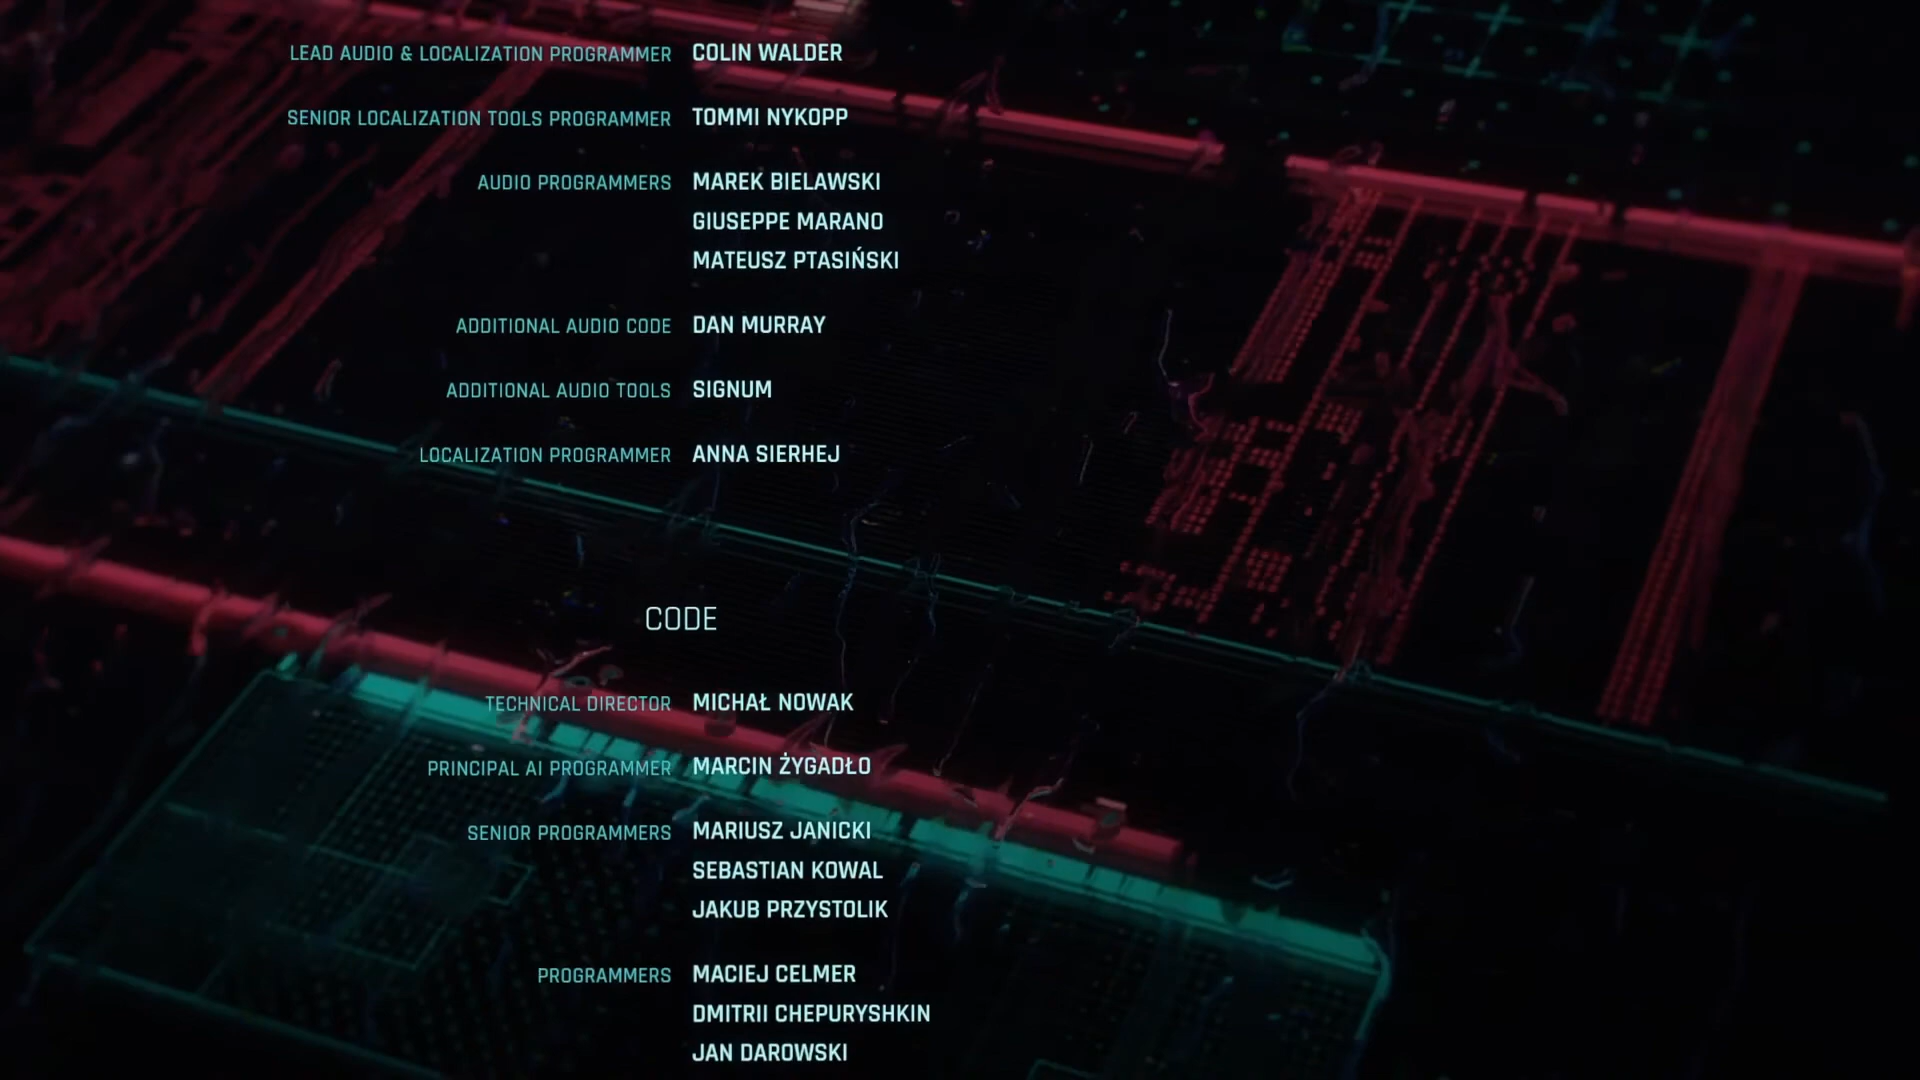 LEAD AUDIO & LOCALIZATION PROGRAMMER COLIN WALDER
SENIOR LOCALIZATION TOOLS PROGRAMMER TOMMI NYKOPP
AUDIO PROGRAMMERS MAREK BIELAWSKI
GIUSEPPE MARANO
MATEUSZ PTASIŃSKI
ADDITIONAL AUDIO CODE DAN MURRAY
ADDITIONAL AUDIO TOOLS SIGNUM
LOCALIZATION PROGRAMMER ANNA SIERHEJ
CODE
TECHNICAL DIRECTOR MICHAŁ NOWAK
PRINCIPAL AI PROGRAMMER MARCIN ŻYGADŁO
SENIOR PROGRAMMERS MARIUSZ JANICKI
SEBASTIAN KOWAL
JAKUB PRZYSTOLIK
PROGRAMMERS MACIEJ CELMER
DMITRII CHEPURYSHKIN
JAN DAROWSKI